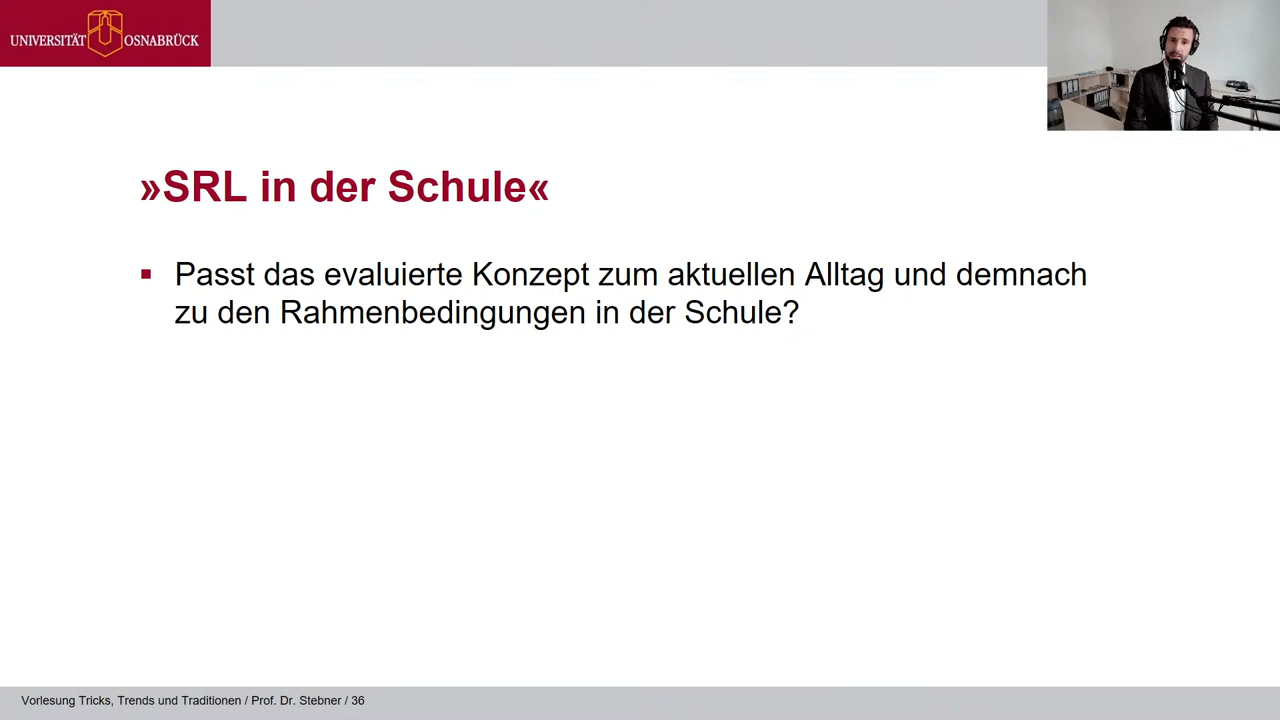 UNIVERSITÄT OSNABRÜCK
»SRL in der Schule«
Passt das evaluierte Konzept zum aktuellen Alltag und demnach
zu den Rahmenbedingungen in der Schule?
Vorlesung Tricks, Trends und Traditionen / Prof. Dr. Stebner / 36